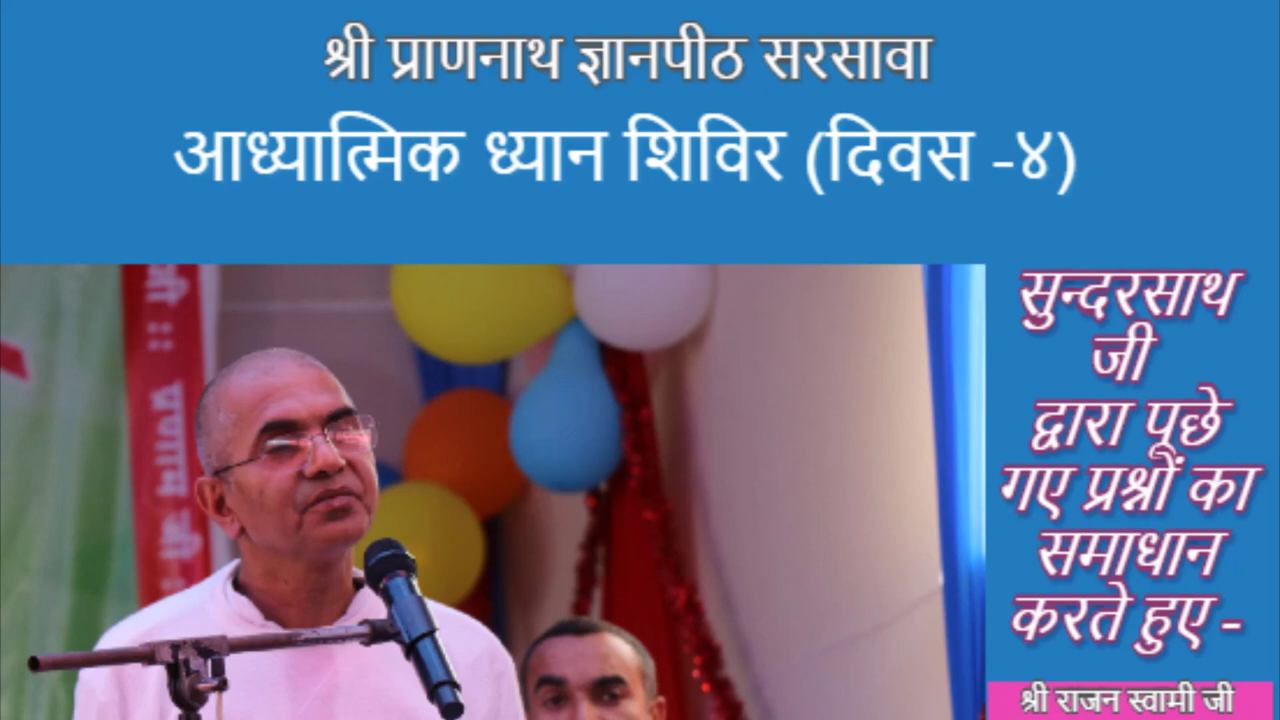 श्री प्राणनाथ ज्ञानपीठ सरसावा
आध्यात्मिक ध्यान शिविर (दिवस -४)
सुन्दरसाथ
जी
द्वारा पूछे
गए प्रश्नों का
समाधान
करते हुए -
श्री राजन स्वामी जी